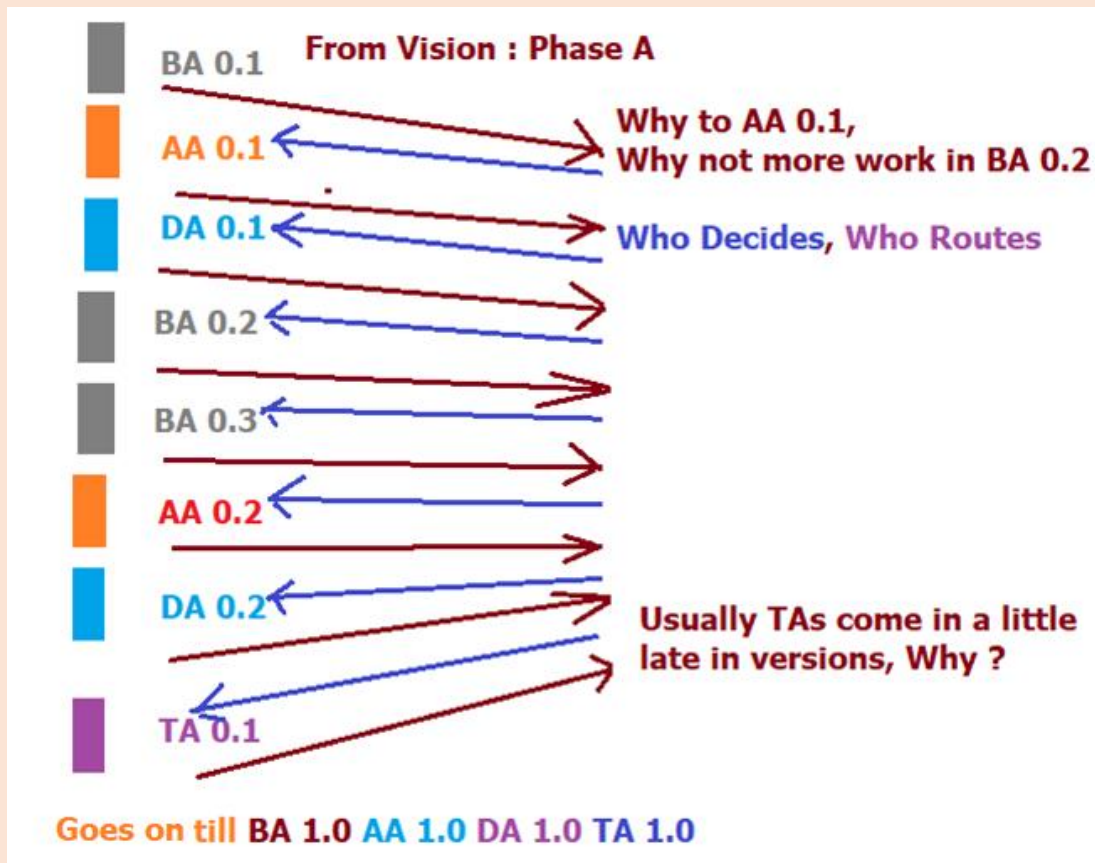 From Vision : Phase A
BA 0.1
Why to AA 0.1,
Why not more work in BA 0.2
AA 0.1
DA 0.1
Who Decides, Who Routes
BA 0.2
BA 0.3
AA 0.2
DA 0.2
Usually TAs come in a little
late in versions, Why ?
TA 0.1
Goes on till BA 1.0 AA 1.0 DA 1.0 TA 1.0